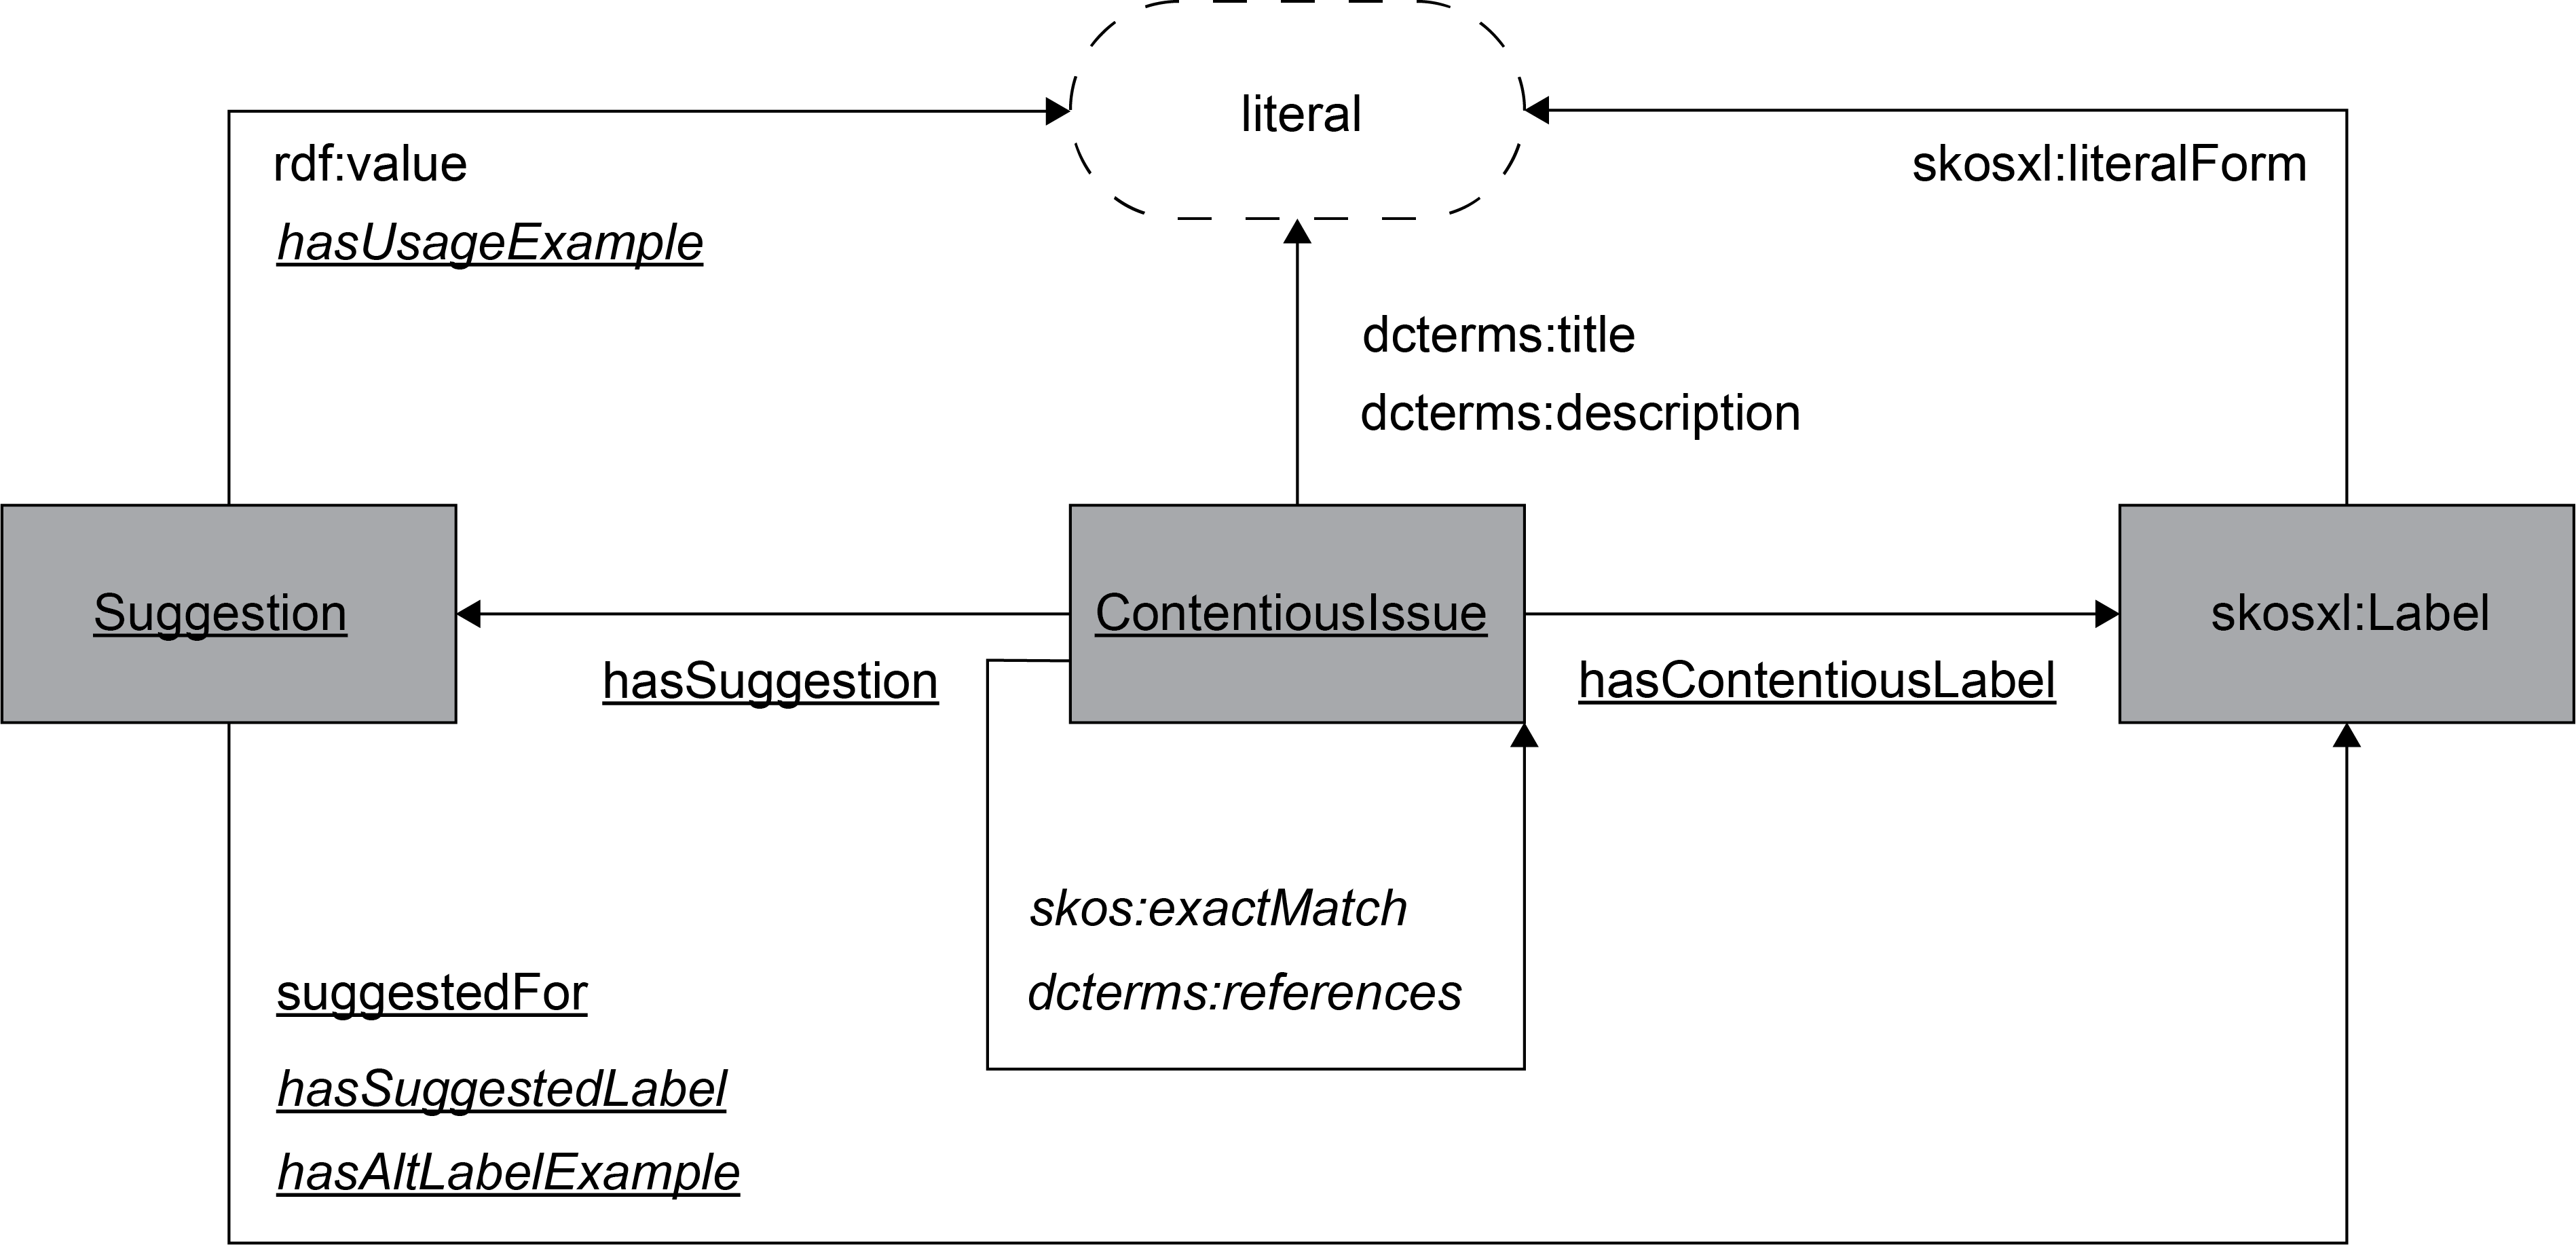 literal
rdf:value
hasUsageExample
skosxl:literalForm
dcterms:title
dcterms:description
Suggestion
ContentiousIssue
skosxl:Label
hasSuggestion
hasContentiousLabel
skos:exactMatch
dcterms:references
suggestedFor
hasSuggestedLabel
hasAltLabelExample